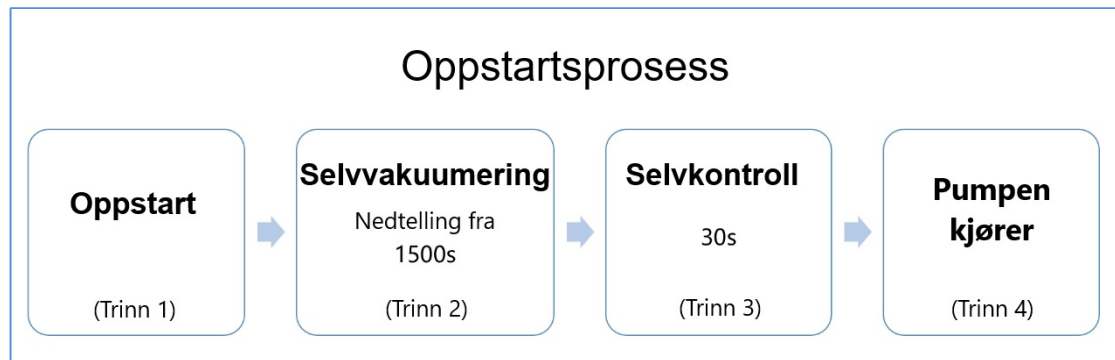 Oppstartsprosess
Oppstart
(Trinn 1)
Selvvakuumering
Nedtelling fra
1500s
(Trinn 2)
Selvkontroll
30s
(Trinn 3)
Pumpen
kjører
(Trinn 4)